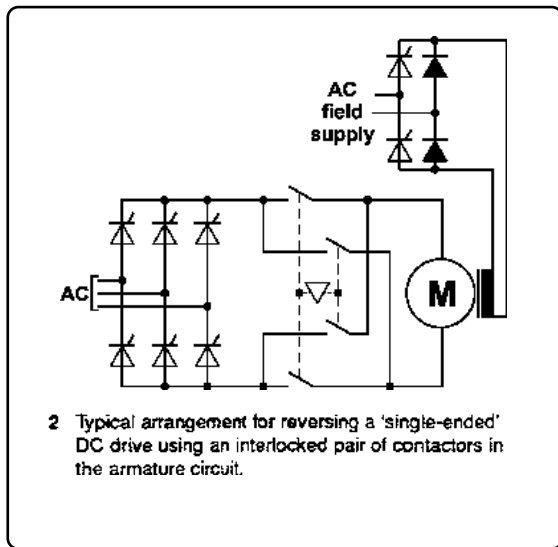 AC
field
supply
AC
M
2 Typical arrangement for reversing a 'single-ended'
DC drive using an interlocked pair of contactors in
the armature circuit.